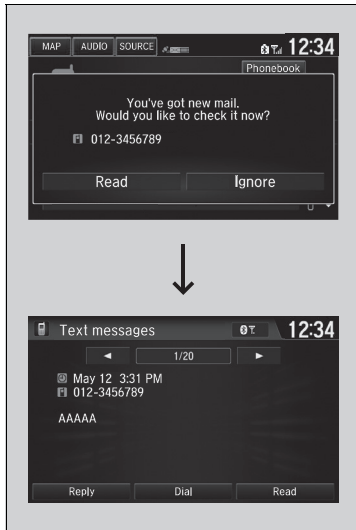 MAP AUDIO SOURCE 12:34
Phonebook
You've got new mail.
Would you like to check it now?
012-3456789
Read Ignore
Text messages 12:34
1/20
May 12 3:31 PM
012-3456789
AAAAA
Reply Dial Read